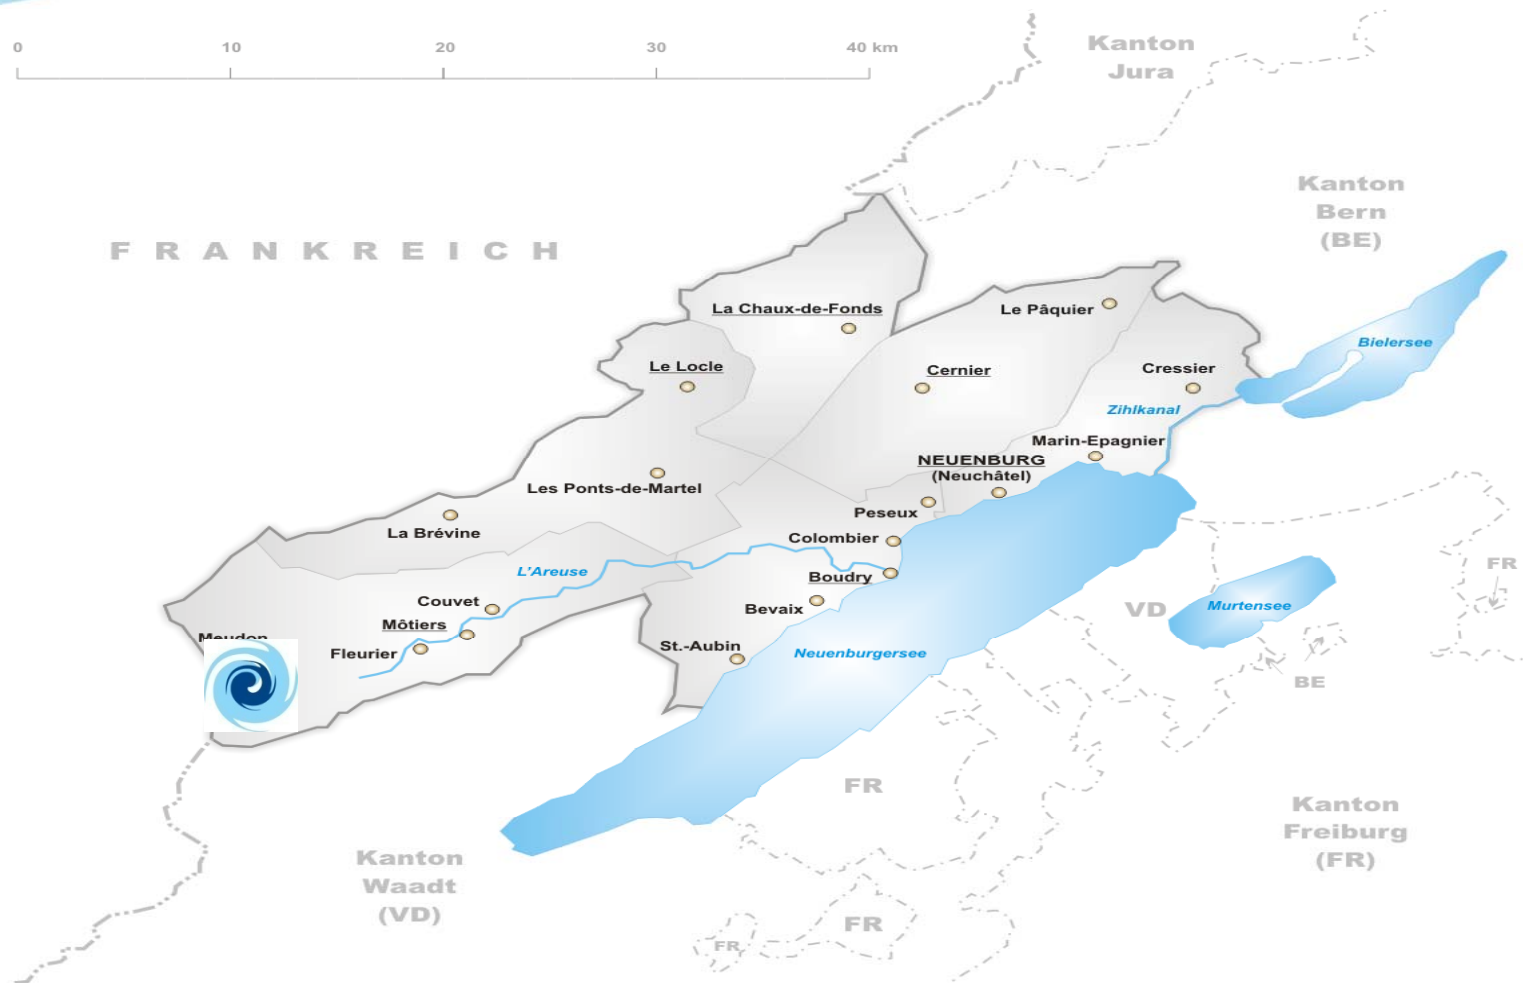 0 10 20 30 40 km
Kanton
Jura
Kanton
Bern
(BE)
FRANKREICH
La Chaux-de-Fonds
Le Pâquier
Bielersee
Le Locle
Cernier
Cressier
Zihlkanal
Marin-Epagnier
NEUENBURG
(Neuchâtel)
Les Ponts-de-Martel
Peseux
La Brévine
Colombier
L'Areuse
Boudry
FR
Couvet
Bevaix
VD
Murtensee
Môtiers
Meudon
Fleurier
St.-Aubin
Neuenburgersee
BE
FR
Kanton
Freiburg
(FR)
Kanton
Waadt
(VD)
FR
FR